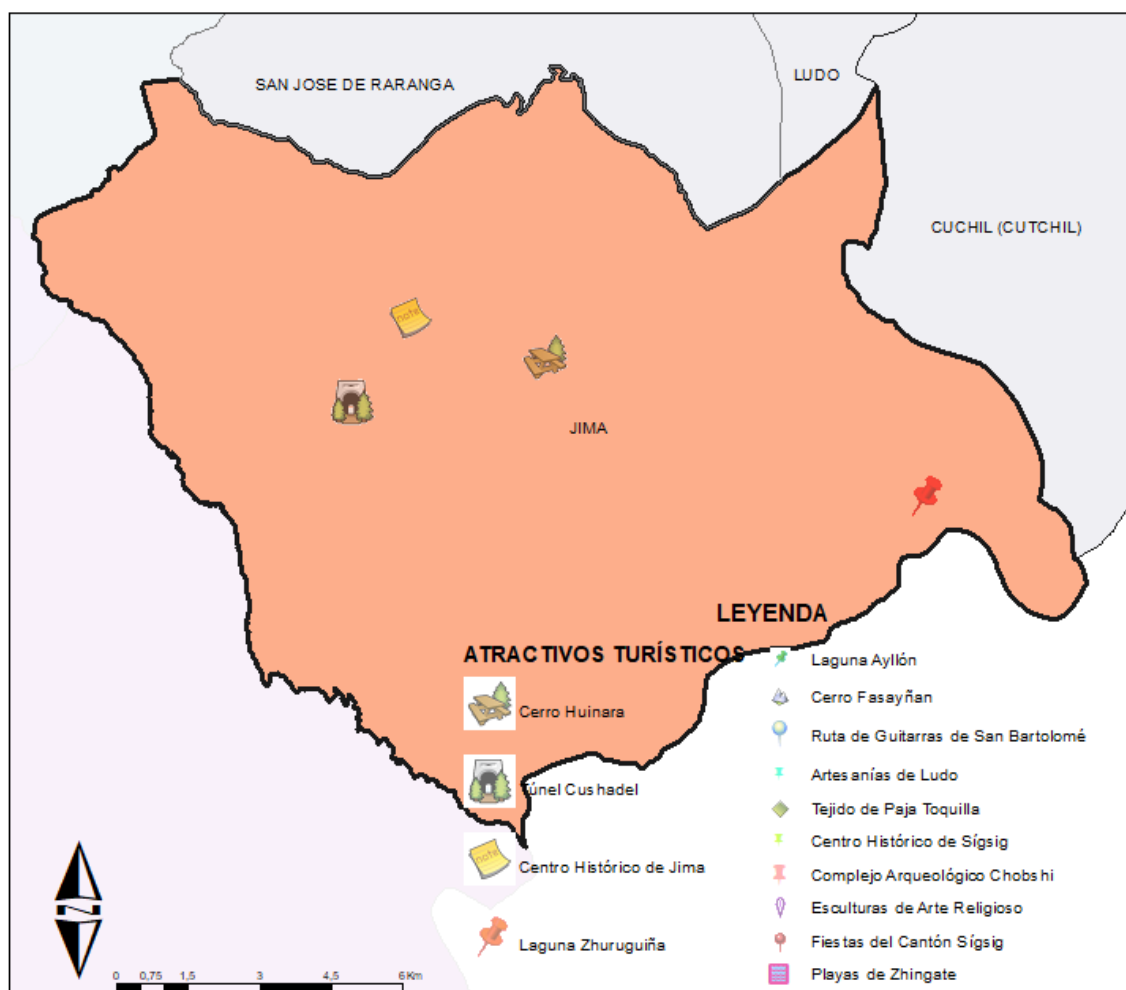 SAN JOSE DE RARANGA
LUDO
CUCHIL (CUTCHIL)
note
JIMA
LEYENDA
ATRACTIVOS TURÍSTICOS
Cerro Huinara
Túnel Cushadel
note
Centro Histórico de Jima
Laguna Zhuruguiña
Laguna Ayllón
Cerro Fasayñan
Ruta de Guitarras de San Bartolomé
Artesanías de Ludo
Tejido de Paja Toquilla
Centro Histórico de Sígsig
Complejo Arqueológico Chobshi
Esculturas de Arte Religioso
Fiestas del Cantón Sígsig
Playas de Zhingate
N
0 0,75 1,5 3 4,5 6 Km